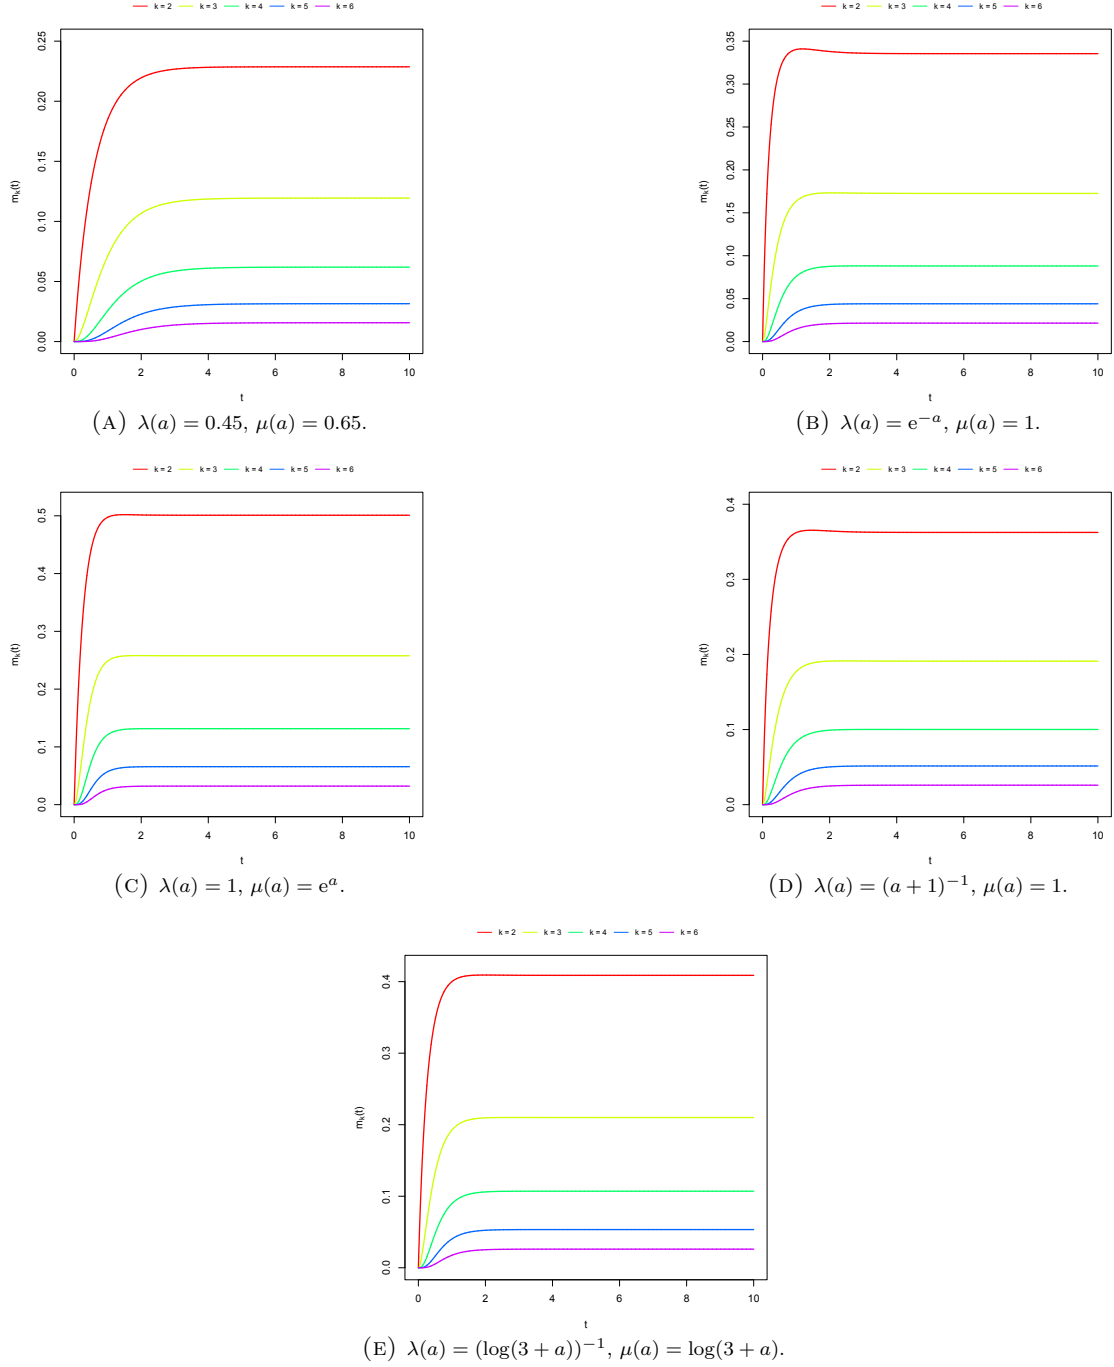 k = 2 k = 3 k = 4 k = 5 k = 6
m_k(t)
0.25
0.20
0.15
0.10
0.05
0.00
0 2 4 6 8 10
t
(A) λ(a) = 0.45, μ(a) = 0.65.
k = 2 k = 3 k = 4 k = 5 k = 6
m_k(t)
0.35
0.30
0.25
0.20
0.15
0.10
0.05
0.00
0 2 4 6 8 10
t
(B) λ(a) = e^{−a}, μ(a) = 1.
k = 2 k = 3 k = 4 k = 5 k = 6
m_k(t)
0.5
0.4
0.3
0.2
0.1
0.0
0 2 4 6 8 10
t
(C) λ(a) = 1, μ(a) = e^a.
k = 2 k = 3 k = 4 k = 5 k = 6
m_k(t)
0.4
0.3
0.2
0.1
0.0
0 2 4 6 8 10
t
(D) λ(a) = (a + 1)^{−1}, μ(a) = 1.
k = 2 k = 3 k = 4 k = 5 k = 6
m_k(t)
0.4
0.3
0.2
0.1
0.0
0 2 4 6 8 10
t
(E) λ(a) = (log(3 + a))^{−1}, μ(a) = log(3 + a).